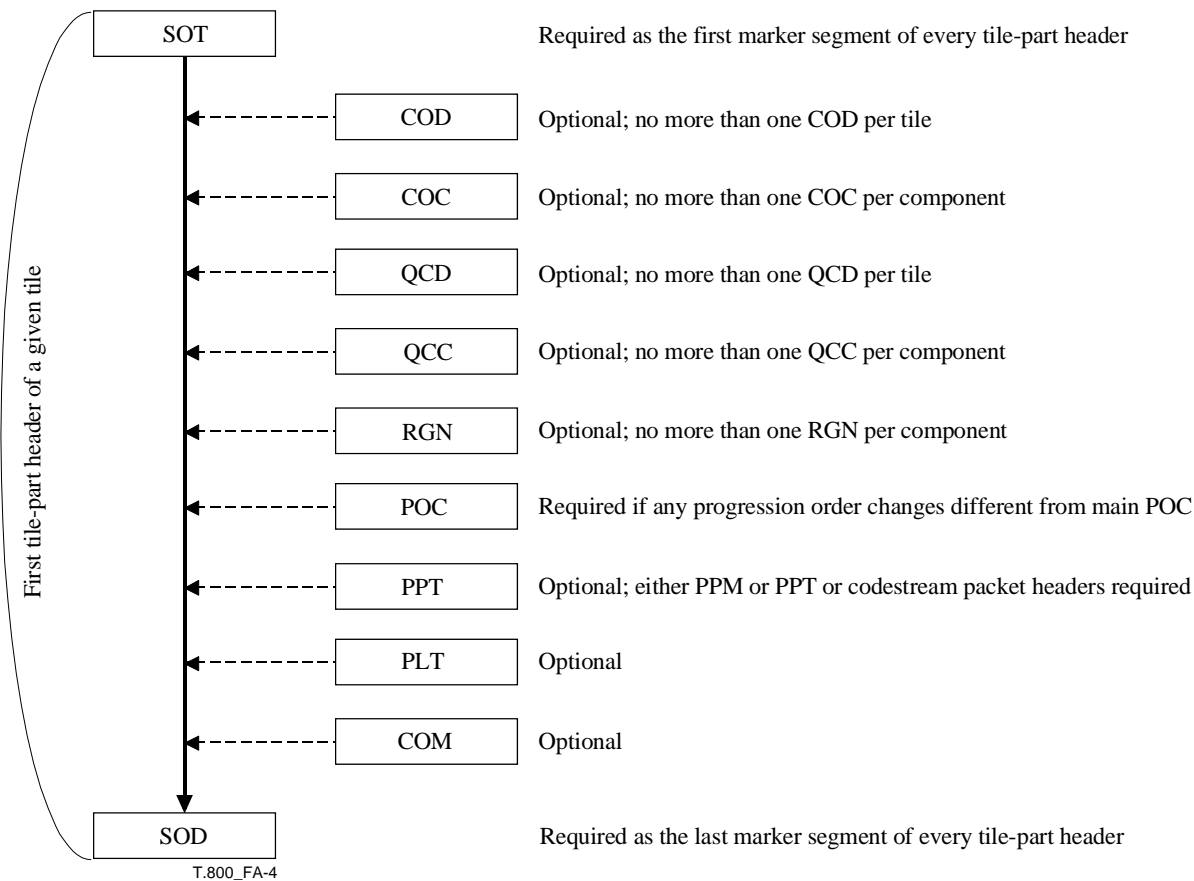 SOT Required as the first marker segment of every tile-part header
COD Optional; no more than one COD per tile
COC Optional; no more than one COC per component
QCD Optional; no more than one QCD per tile
QCC Optional; no more than one QCC per component
RGN Optional; no more than one RGN per component
POC Required if any progression order changes different from main POC
PPT Optional; either PPM or PPT or codestream packet headers required
PLT Optional
COM Optional
SOD Required as the last marker segment of every tile-part header
First tile-part header of a given tile
T.800_FA-4